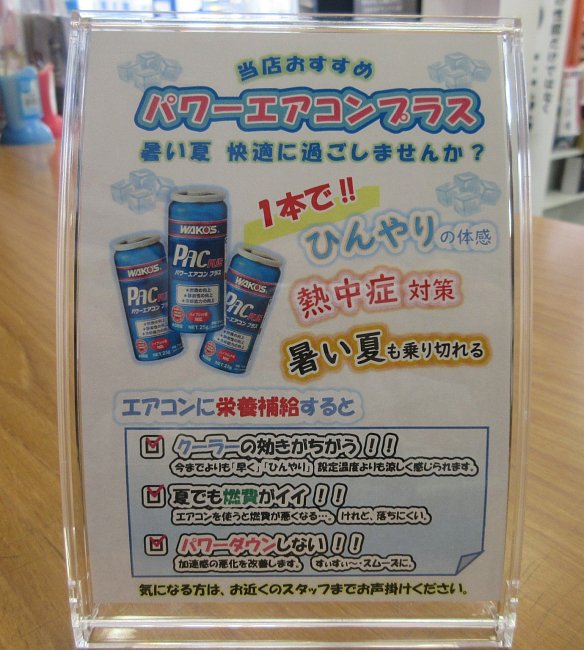 当店おすすめ
パワーエアコンプラス
暑い夏 快適に過ごしませんか？
1本で!!
ひんやりの体感
熱中症 対策
暑い夏も乗り切れる
WAKO'S
PAC PLUS
パワーエアコン プラス
NET 25g
WAKO'S
PAC
WAKO'S
PAC
エアコンに栄養補給すると
クーラーの効きがちがう！！
今までよりも「早く」「ひんやり」 設定温度よりも涼しく感じられます。
夏でも燃費がイイ！！
エアコンを使うと燃費が悪くなる…。けれど、落ちにくい。
パワーダウンしない！！
加速感の悪化を改善します。 すぃすぃ～・スムーズに。
気になる方は、お近くのスタッフまでお声掛けください。